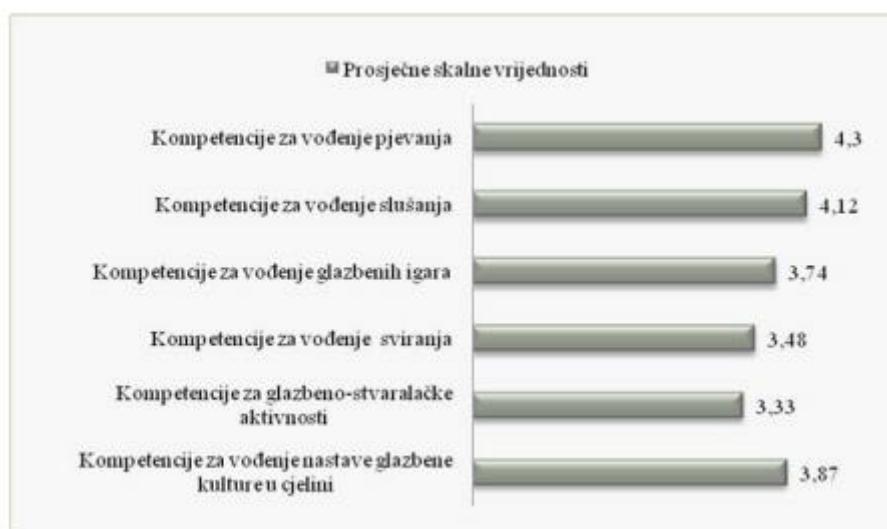 Prosječne skalne vrijednosti
Kompetencije za vođenje pjevanja 4,3
Kompetencije za vođenje slušanja 4,12
Kompetencije za vođenje glazbenih igara 3,74
Kompetencije za vođenje sviranja 3,48
Kompetencije za glazbeno-stvaralačke
aktivnosti 3,33
Kompetencije za vođenje nastave glazbene
kulture u cjelini 3,87